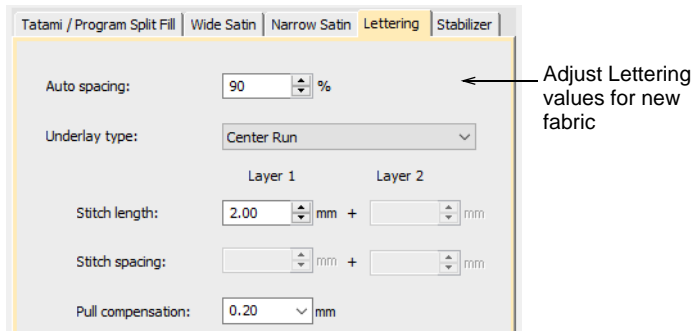 Tatami / Program Split Fill Wide Satin Narrow Satin Lettering Stabilizer
Auto spacing: 90 %
Adjust Lettering
values for new
fabric
Underlay type: Center Run
Layer 1 Layer 2
Stitch length: 2.00 mm + mm
Stitch spacing: mm + mm
Pull compensation: 0.20 mm